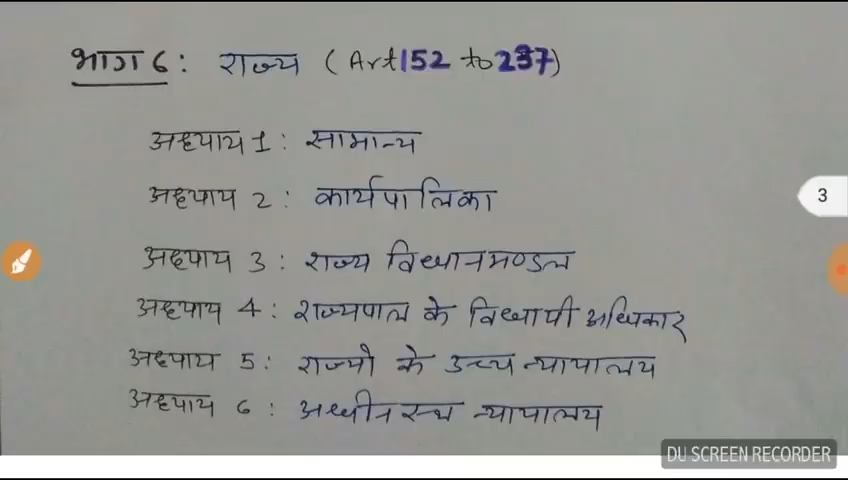 भाग 6: राज्य (Art 152 to 237)
अध्याय 1: सामान्य
अध्याय 2: कार्यपालिका
3
अध्याय 3: राज्य विधानमण्डल
अध्याय 4: राज्यपाल के विधायी अधिकार
अध्याय 5: राज्यो के उच्च न्यायालय
अध्याय 6: अधीनस्थ न्यायालय
DU SCREEN RECORDER